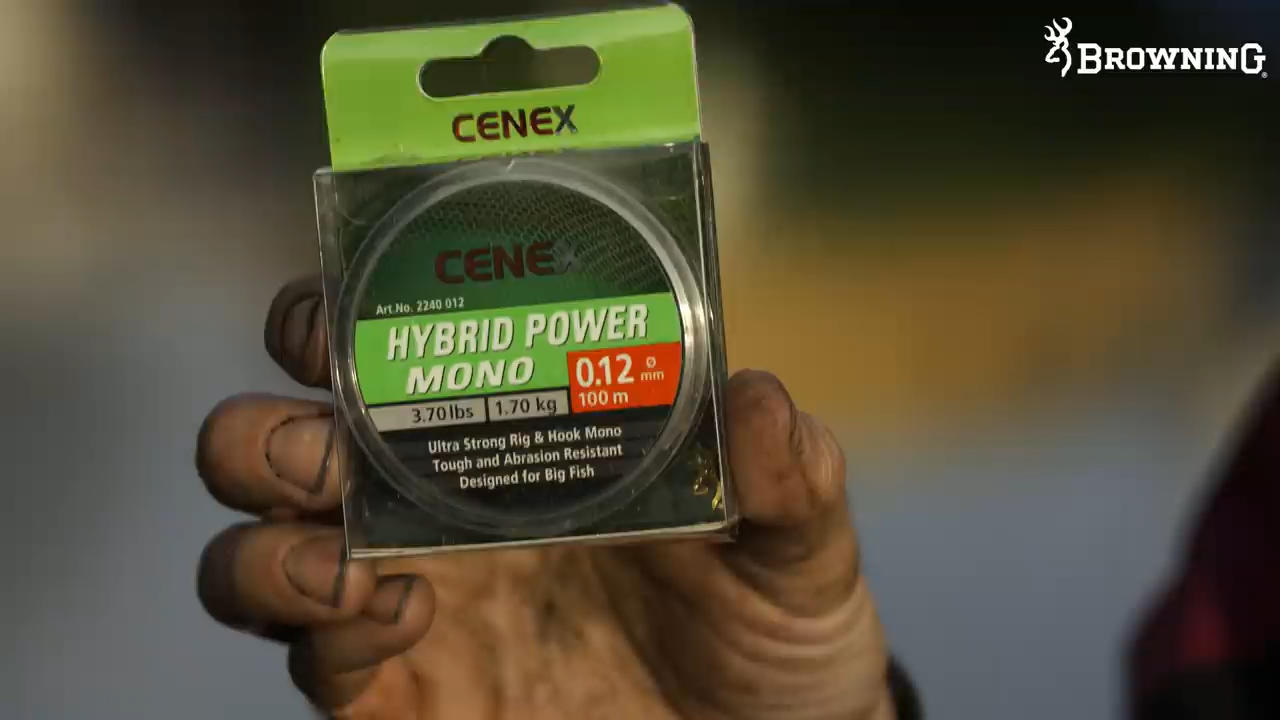 BROWNING
CENEX
CENEX
Art.No. 2240 012
HYBRID POWER
MONO
0.12 Ø mm
100 m
3.70 lbs 1.70 kg
Ultra Strong Rig & Hook Mono
Tough and Abrasion Resistant
Designed for Big Fish